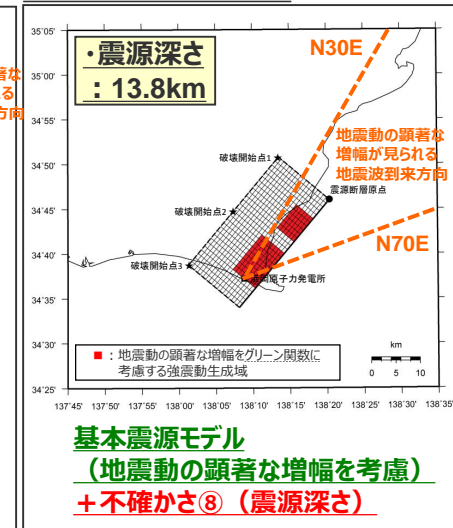 ・震源深さ
：13.8km
35˚05'
35˚00'
34˚55'
34˚50'
34˚45'
34˚40'
34˚35'
34˚30'
34˚25'
N30E
地震動の顕著な
増幅が見られる
地震波到来方向
N70E
破壊開始点1
震源断層原点
破壊開始点2
破壊開始点3
原子力発電所
■：地震動の顕著な増幅をグリーン関数に
考慮する強震動生成域
km
0 5 10
137˚45' 137˚50' 137˚55' 138˚00' 138˚10' 138˚10' 138˚20' 138˚20' 138˚30' 138˚30' 138˚35'
基本震源モデル
（地震動の顕著な増幅を考慮）
＋不確かさ⑧（震源深さ）